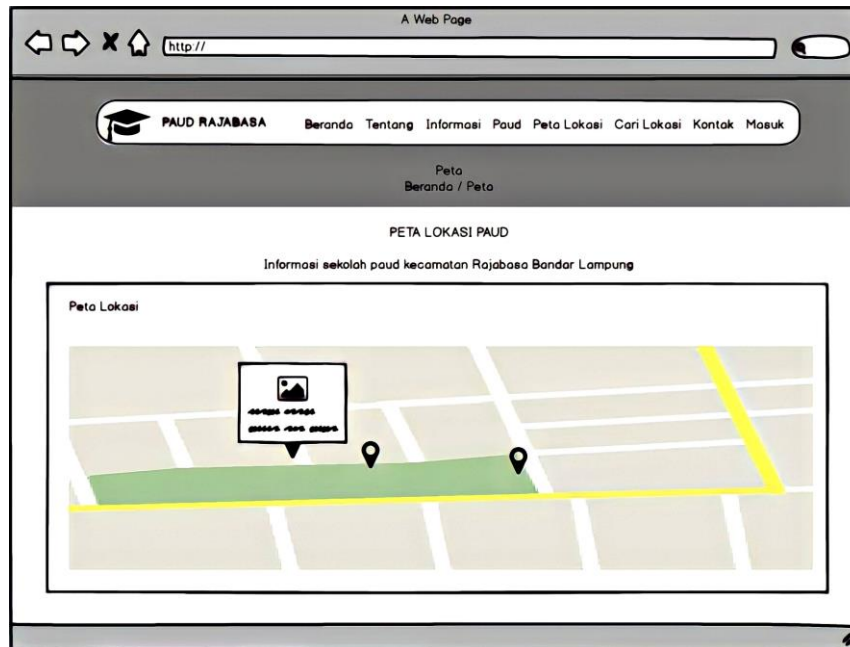 A Web Page
http://
PAUD RAJABASA Beranda Tentang Informasi Paud Peta Lokasi Cari Lokasi Kontak Masuk
Peta
Beranda / Peta
PETA LOKASI PAUD
Informasi sekolah paud kecamatan Rajabasa Bandar Lampung
Peta Lokasi